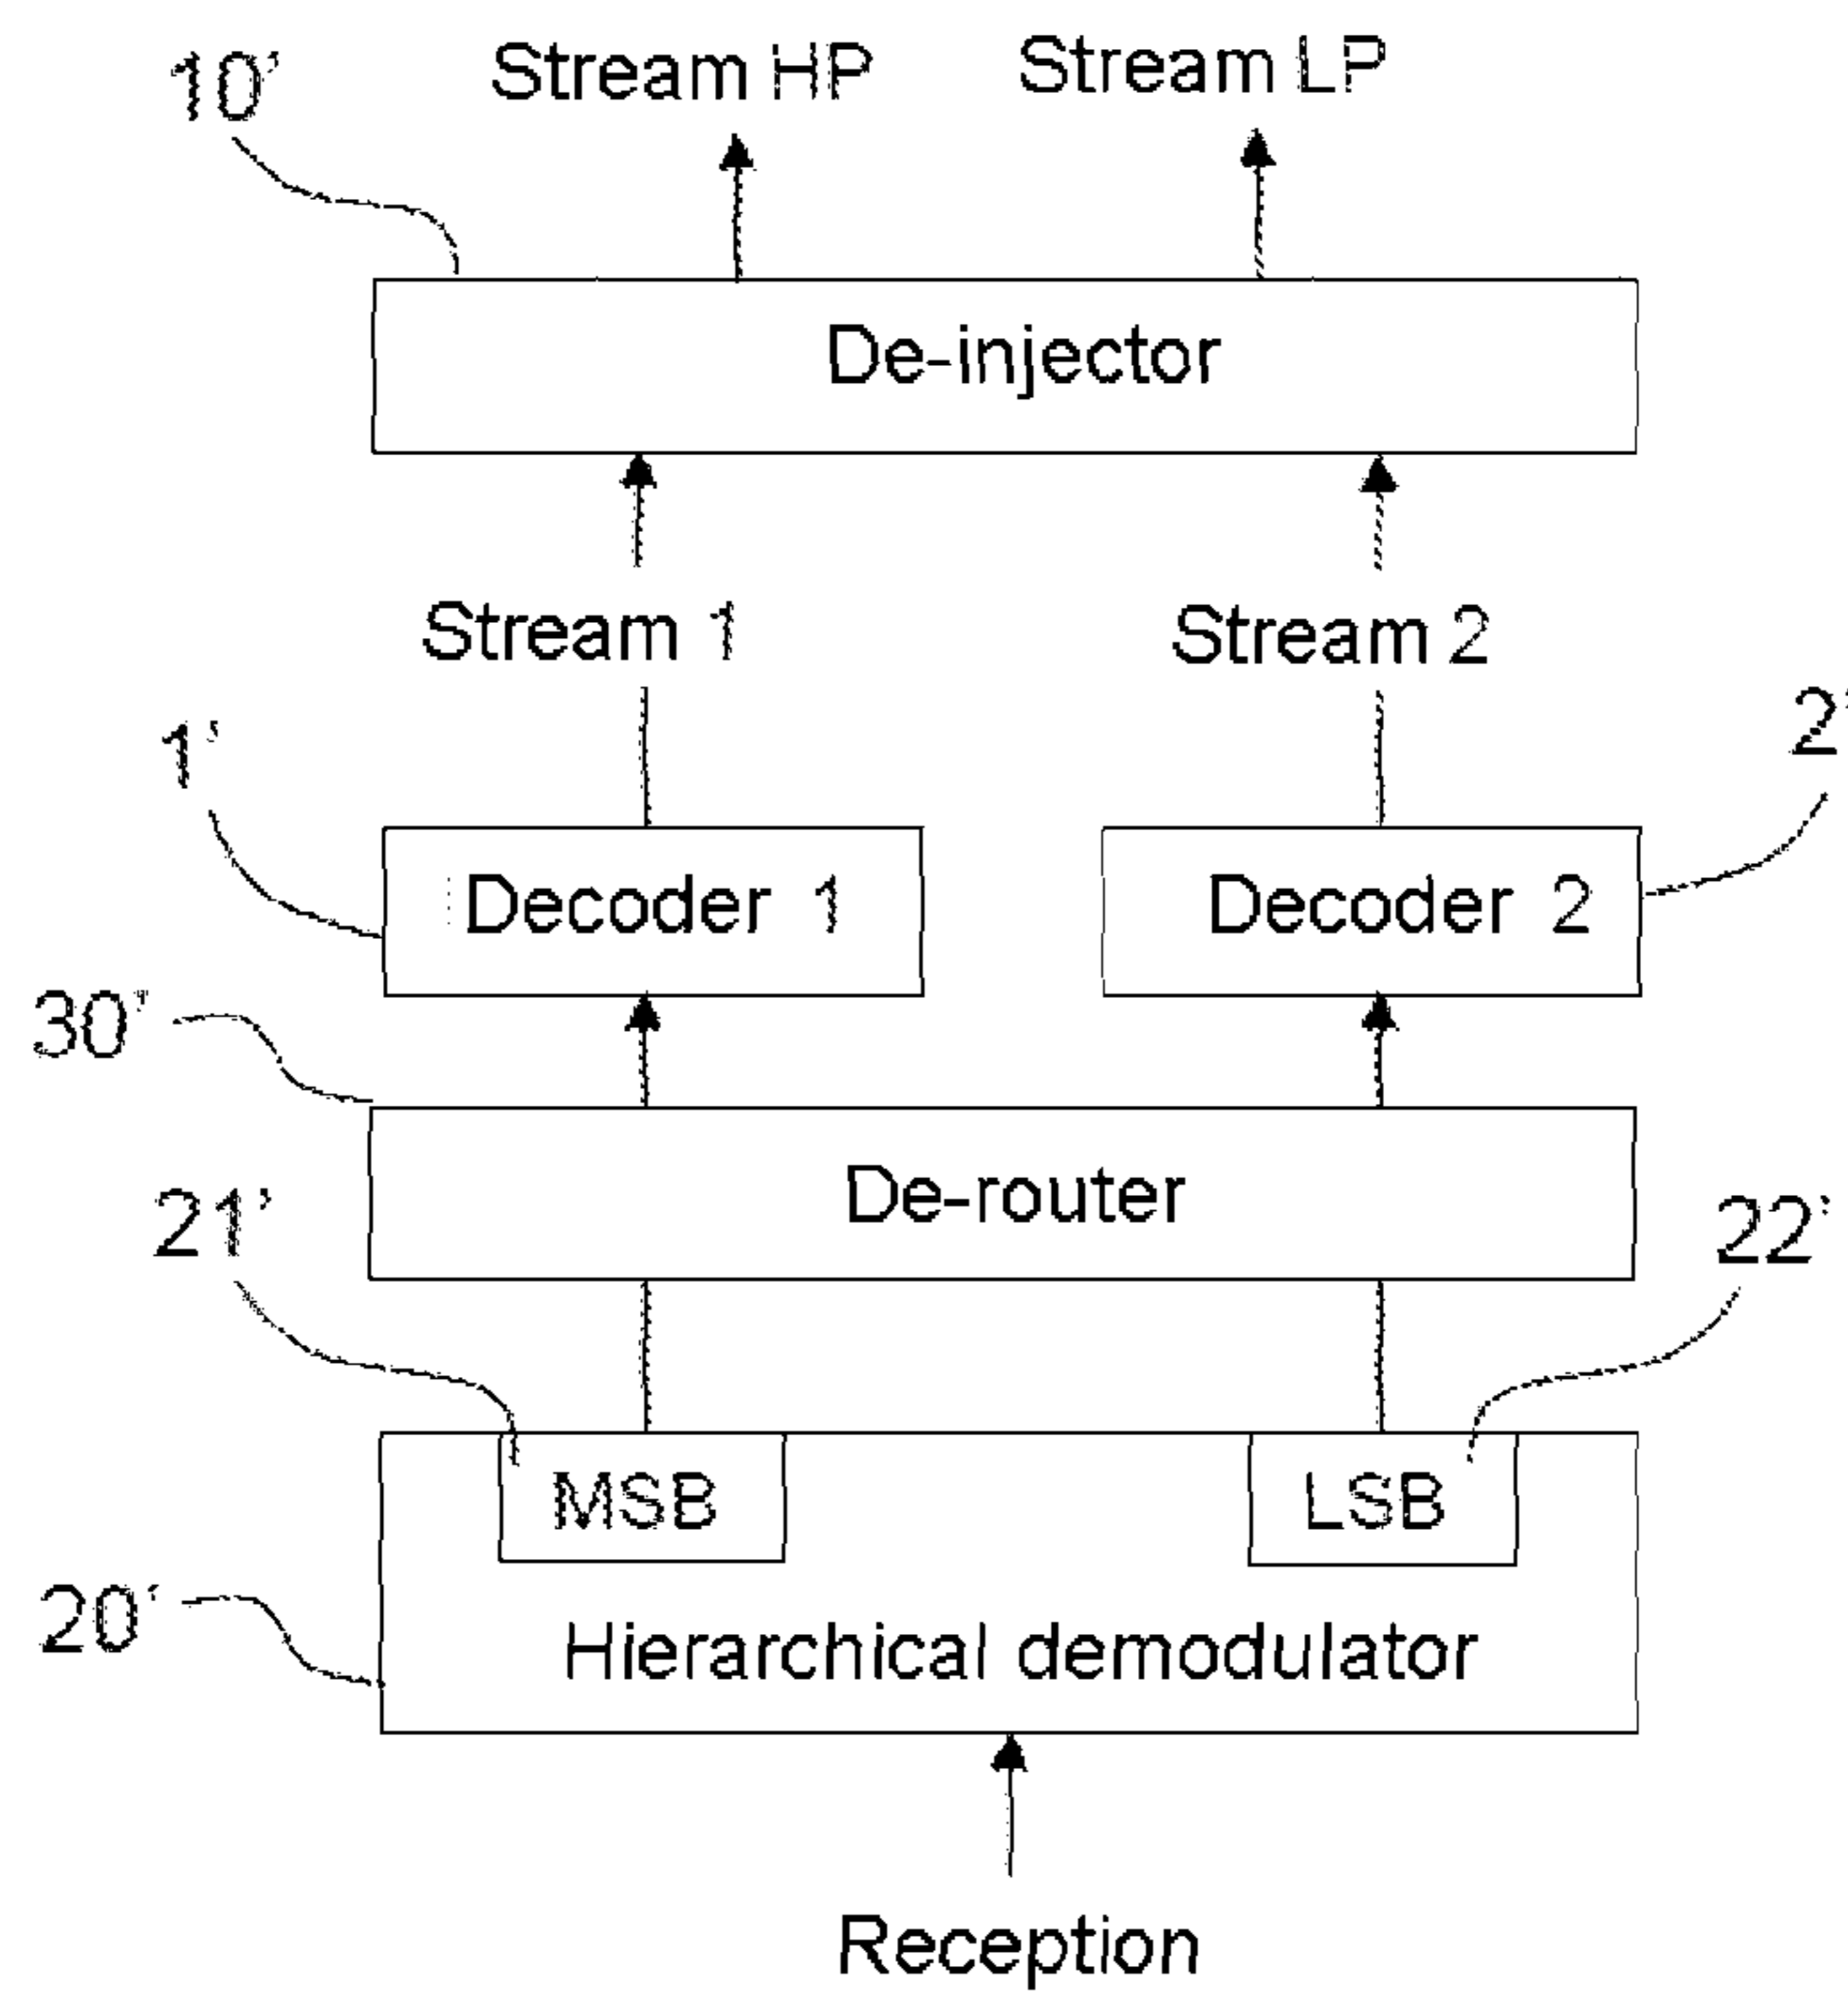 10'
Stream HP
Stream LP
De-injector
Stream 1
Stream 2
1'
2'
Decoder 1
Decoder 2
30'
De-router
21'
22'
MSB
LSB
20'
Hierarchical demodulator
Reception